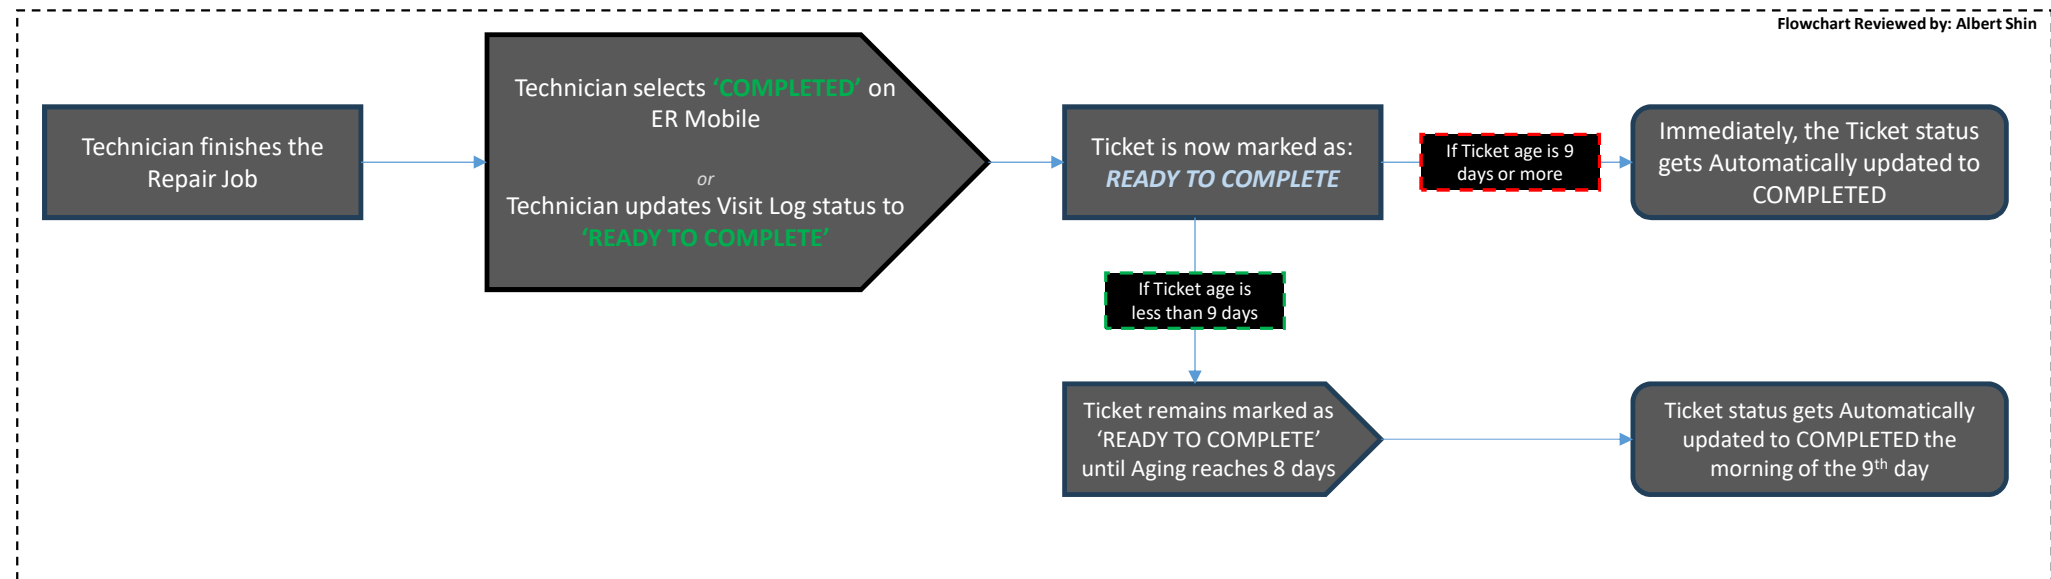 Flowchart Reviewed by: Albert Shin
Technician finishes the
Repair Job
Technician selects ‘COMPLETED’ on
ER Mobile
or
Technician updates Visit Log status to
‘READY TO COMPLETE’
Ticket is now marked as:
READY TO COMPLETE
If Ticket age is 9
days or more
Immediately, the Ticket status
gets Automatically updated to
COMPLETED
If Ticket age is
less than 9 days
Ticket remains marked as
‘READY TO COMPLETE’
until Aging reaches 8 days
Ticket status gets Automatically
updated to COMPLETED the
morning of the 9th day